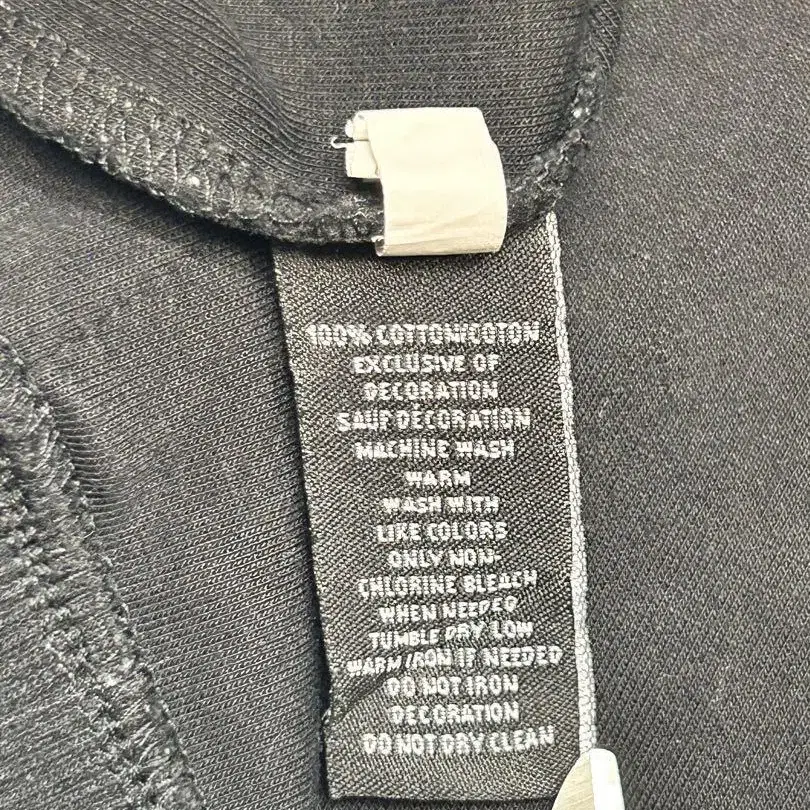 100% COTTON/COTON
EXCLUSIVE OF
DECORATION
SAUF DECORATION
MACHINE WASH
WARM
WASH WITH
LIKE COLORS
ONLY NON-
CHLORINE BLEACH
WHEN NEEDED
TUMBLE DRY LOW
WARM IRON IF NEEDED
DO NOT IRON
DECORATION
DO NOT DRY CLEAN